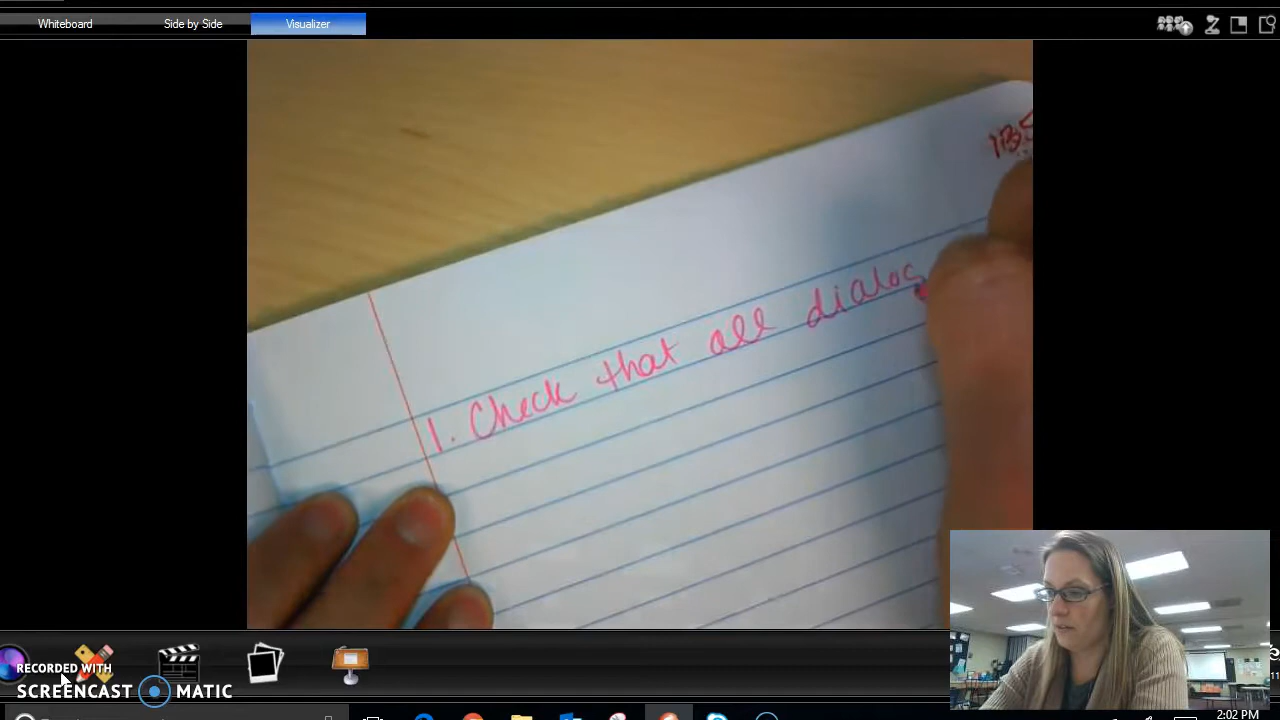 Whiteboard Side by Side Visualizer
1. Check that all dialog
RECORDED WITH
SCREENCAST MATIC
2:02 PM